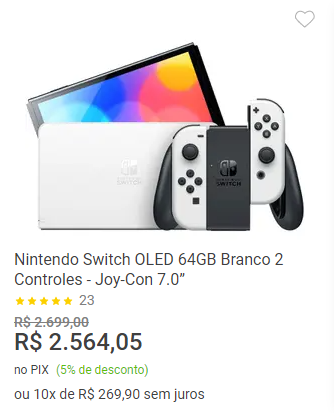 SWITCH
Nintendo Switch OLED 64GB Branco 2
Controles - Joy-Con 7.0”
23
R$ 2.699,00
R$ 2.564,05
no PIX (5% de desconto)
ou 10x de R$ 269,90 sem juros